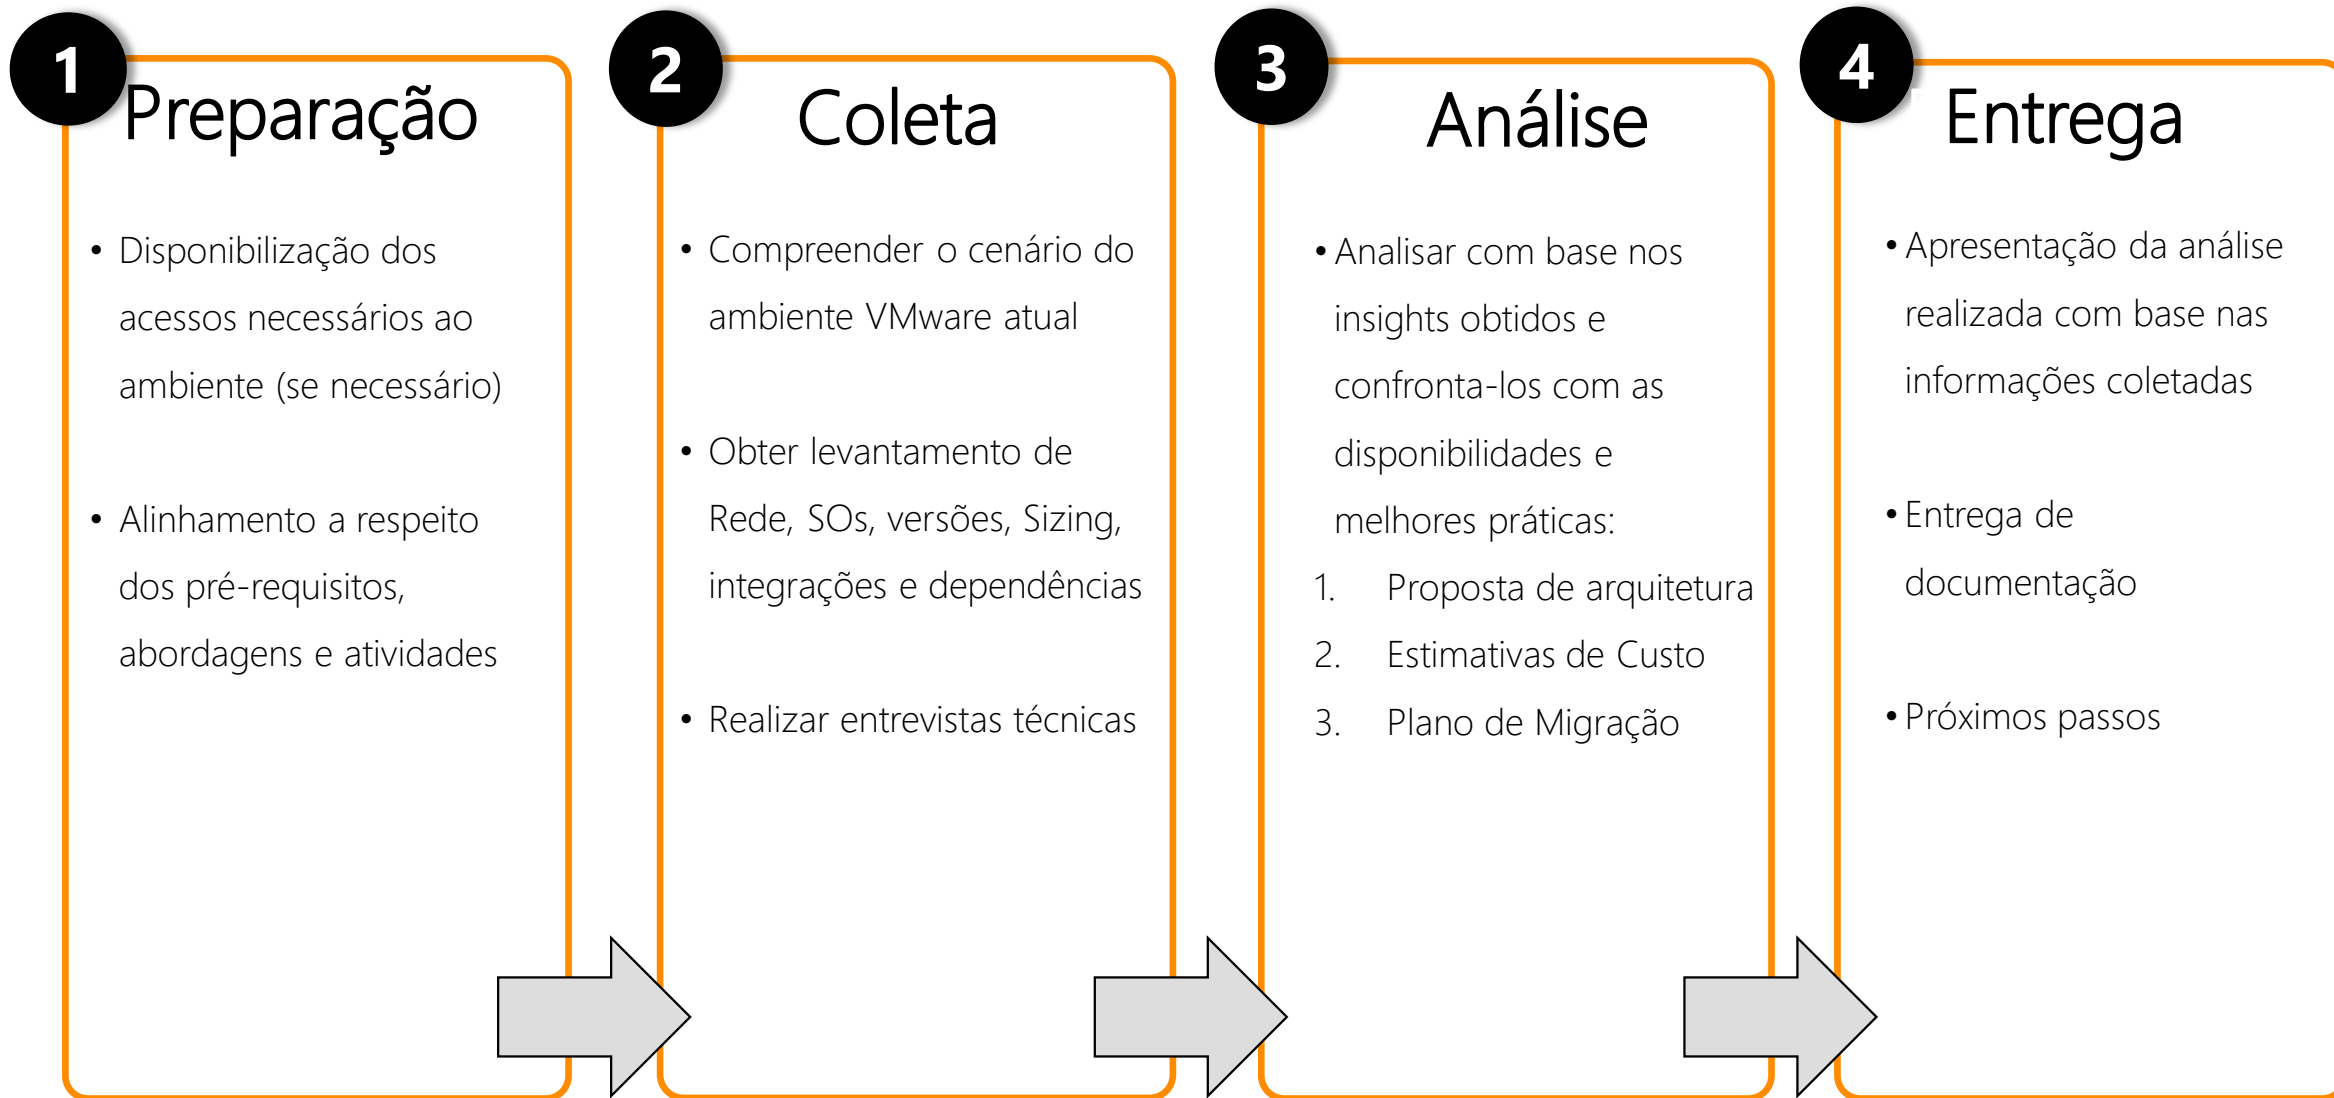 1
Preparação
• Disponibilização dos
acessos necessários ao
ambiente (se necessário)
• Alinhamento a respeito
dos pré-requisitos,
abordagens e atividades
2
Coleta
• Compreender o cenário do
ambiente VMware atual
• Obter levantamento de
Rede, SOs, versões, Sizing,
integrações e dependências
• Realizar entrevistas técnicas
3
Análise
• Analisar com base nos
insights obtidos e
confronta-los com as
disponibilidades e
melhores práticas:
1. Proposta de arquitetura
2. Estimativas de Custo
3. Plano de Migração
4
Entrega
• Apresentação da análise
realizada com base nas
informações coletadas
• Entrega de
documentação
• Próximos passos